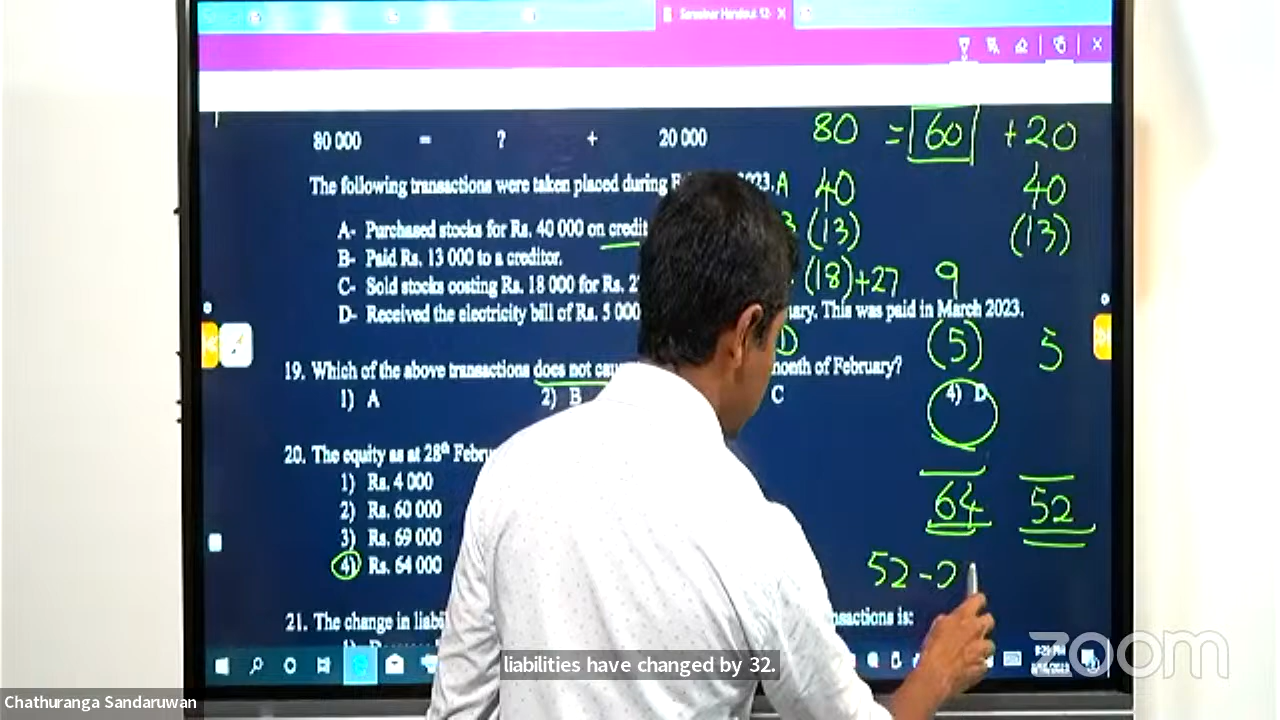 Seminar Handout 12-
80 000 = ? + 20 000
80 = 60 + 20
The following transactions were taken placed during 2023.
A 40 40
A- Purchased stocks for Rs. 40 000 on credit
(13) (13)
B- Paid Rs. 13 000 to a creditor.
C- Sold stocks costing Rs. 18 000 for Rs. 2
(18)+27 9
D- Received the electricity bill of Rs. 5 000 This was paid in March 2023.
D (5) 5
19. Which of the above transactions does not month of February?
1) A 2) B C 4) D
20. The equity as at 28th
1) Rs. 4 000
2) Rs. 60 000
3) Rs. 69 000
4) Rs. 64 000
64 52
52 -2
21. The change in is:
liabilities have changed by 32.
zoom
Chathuranga Sandaruwan